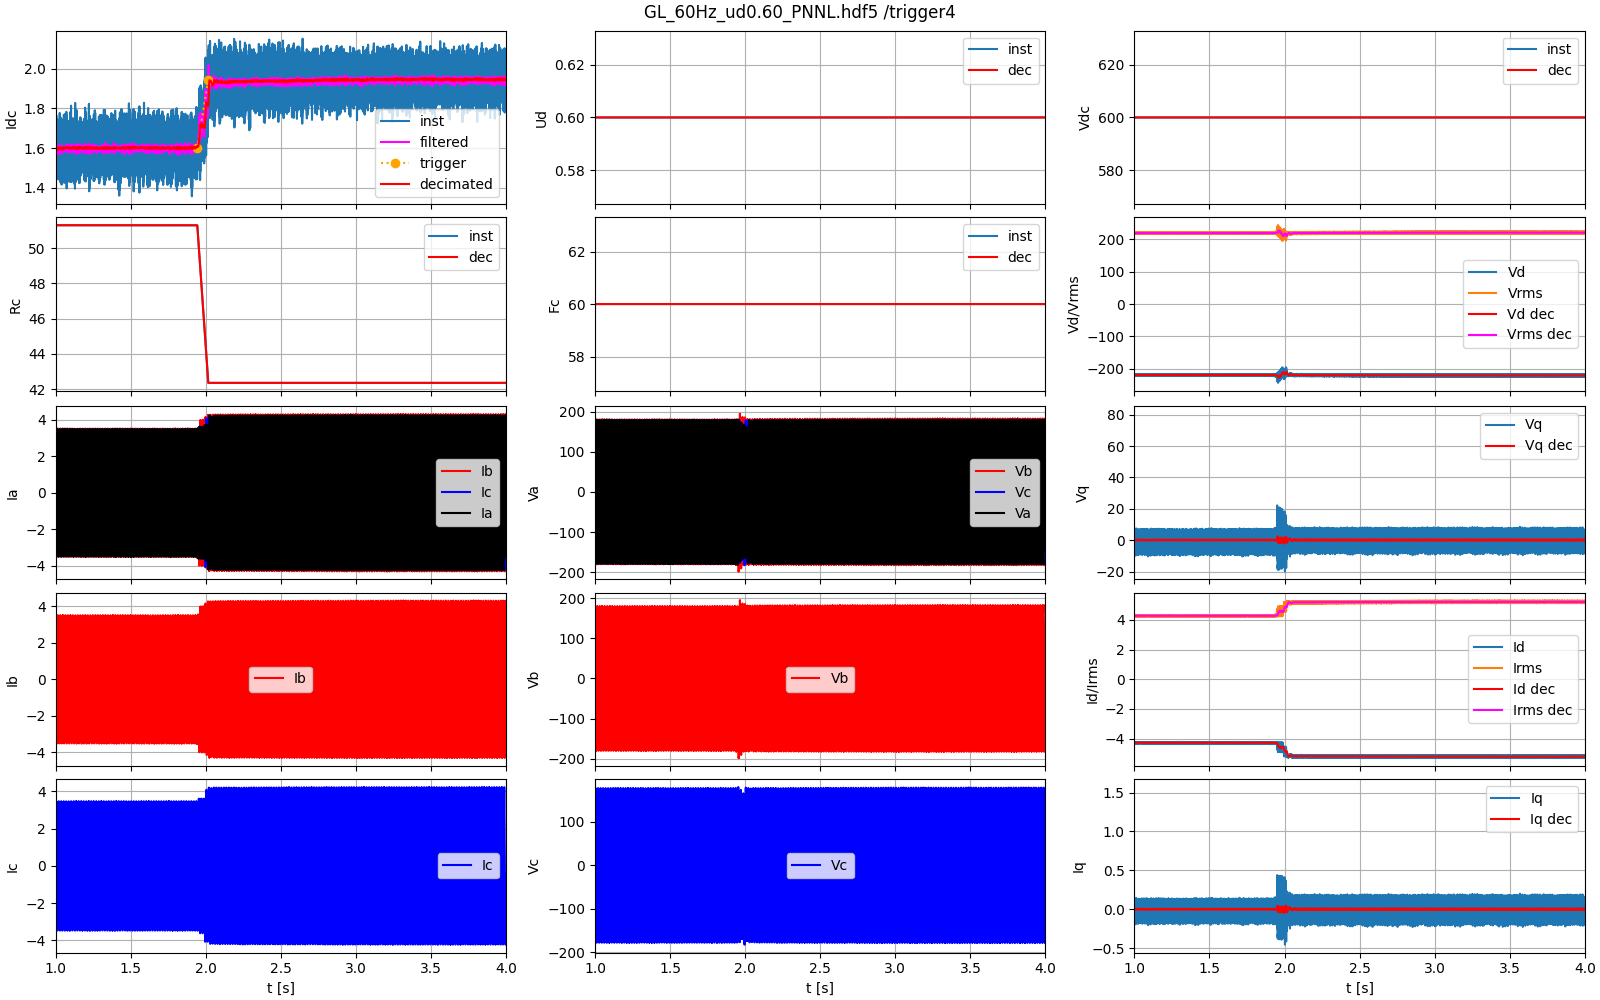 GL_60Hz_ud0.60_PNNL.hdf5 /trigger4
Idc
2.0
1.8
1.6
1.4
inst
filtered
trigger
decimated
Ud
0.62
0.60
0.58
inst
dec
Vdc
620
600
580
inst
dec
Rc
50
48
46
44
42
inst
dec
Fc
62
60
58
inst
dec
Vd/Vrms
200
100
0
−100
−200
Vd
Vrms
Vd dec
Vrms dec
Ia
4
2
0
−2
−4
Ib
Ic
Ia
Va
200
100
0
−100
−200
Vb
Vc
Va
Vq
80
60
40
20
0
−20
Vq
Vq dec
Ib
4
2
0
−2
−4
Ib
Vb
200
100
0
−100
−200
Vb
Id/Irms
4
2
0
−2
−4
Id
Irms
Id dec
Irms dec
Ic
4
2
0
−2
−4
Ic
1.0 1.5 2.0 2.5 3.0 3.5 4.0
t [s]
Vc
100
0
−100
−200
Vc
1.0 1.5 2.0 2.5 3.0 3.5 4.0
t [s]
Iq
1.5
1.0
0.5
0.0
−0.5
Iq
Iq dec
1.0 1.5 2.0 2.5 3.0 3.5 4.0
t [s]